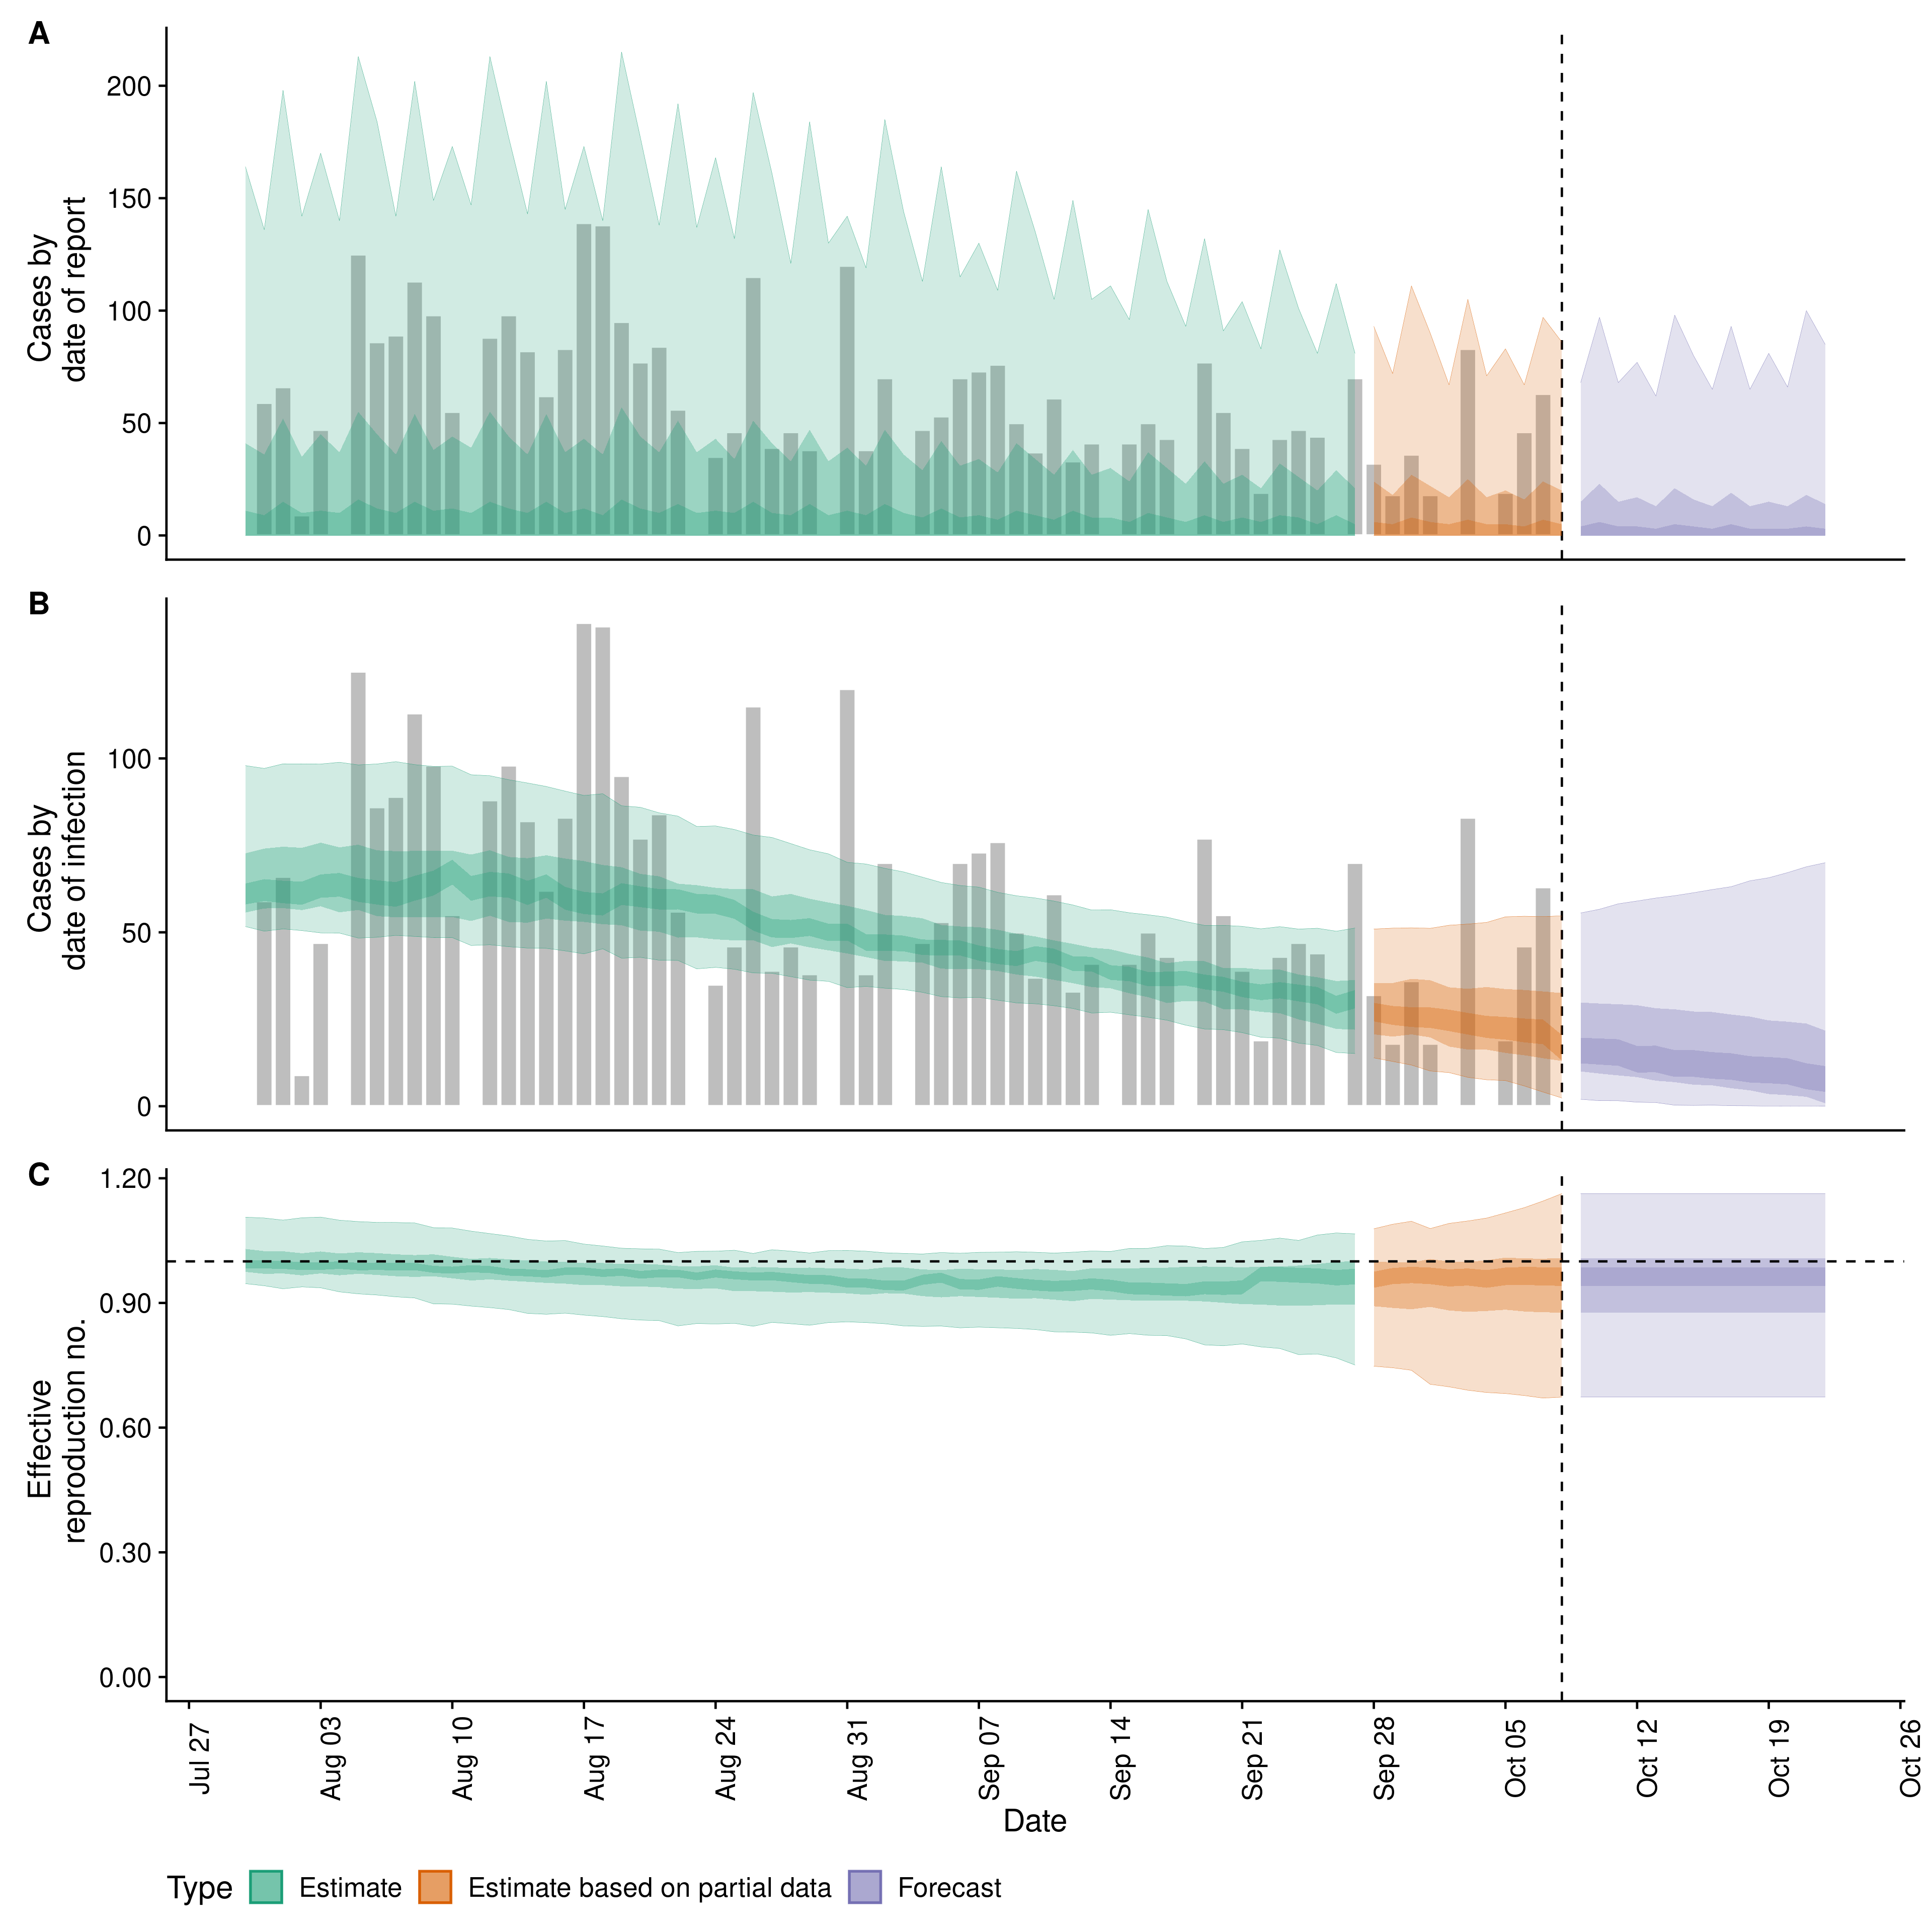 A
200
150
100
50
0
Cases by
date of report
B
100
50
0
Cases by
date of infection
C
1.20
0.90
0.60
0.30
0.00
Effective
reproduction no.
Jul 27
Aug 03
Aug 10
Aug 17
Aug 24
Aug 31
Sep 07
Sep 14
Sep 21
Sep 28
Oct 05
Oct 12
Oct 19
Oct 26
Date
Type Estimate Estimate based on partial data Forecast